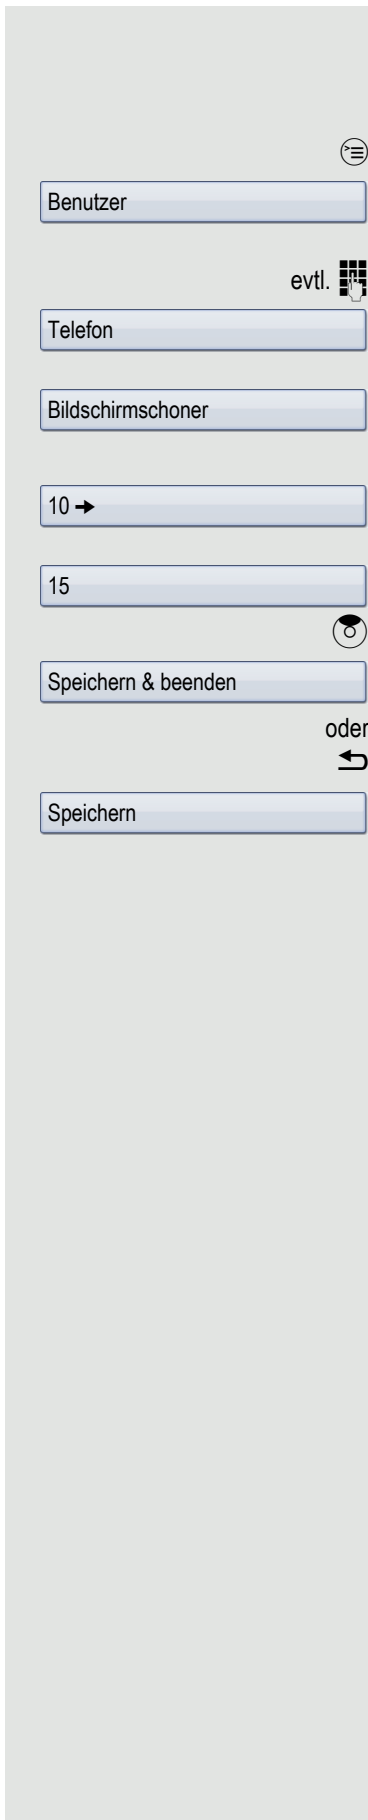 Benutzer
evtl.
Telefon
Bildschirmschoner
10 →
15
Speichern & beenden
oder
Speichern